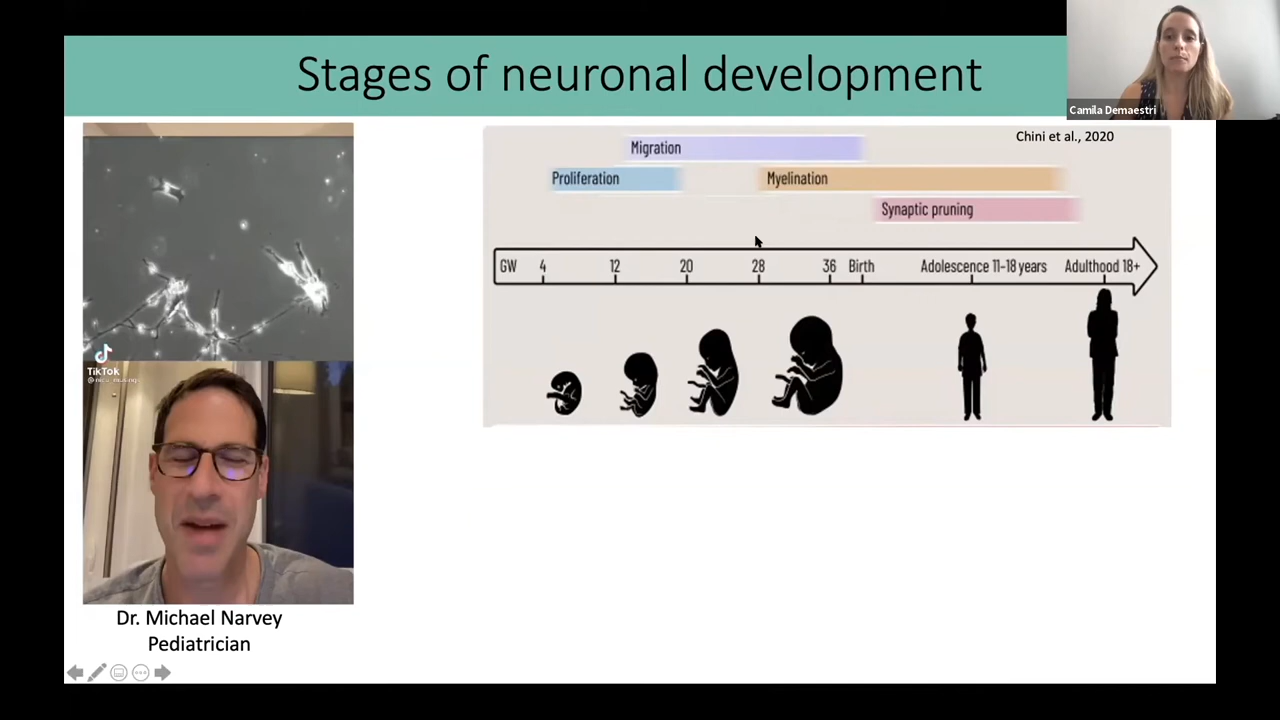 Stages of neuronal development
Camila Demaestri
Chini et al., 2020
Migration
Proliferation
Myelination
Synaptic pruning
GW 4 12 20 28 36 Birth Adolescence 11-18 years Adulthood 18+
TikTok
Dr. Michael Narvey
Pediatrician